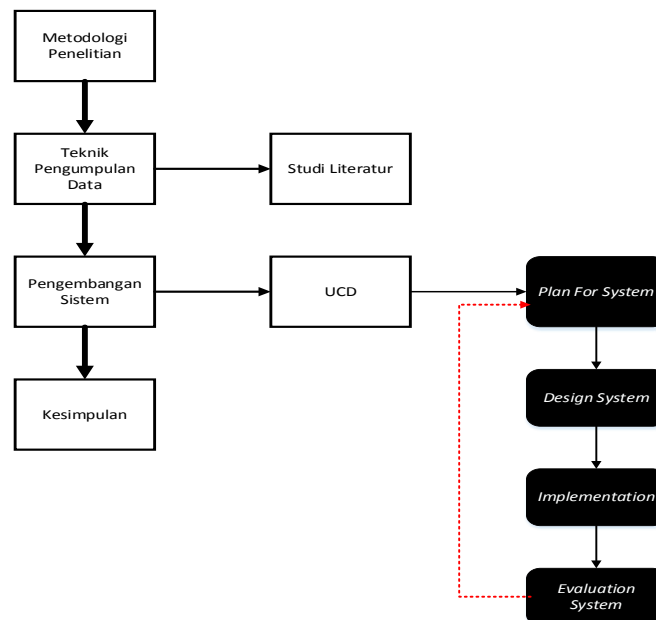 Metodologi
Penelitian
Teknik
Pengumpulan
Data
Studi Literatur
Pengembangan
Sistem
UCD
Plan For System
Kesimpulan
Design System
Implementation
Evaluation
System